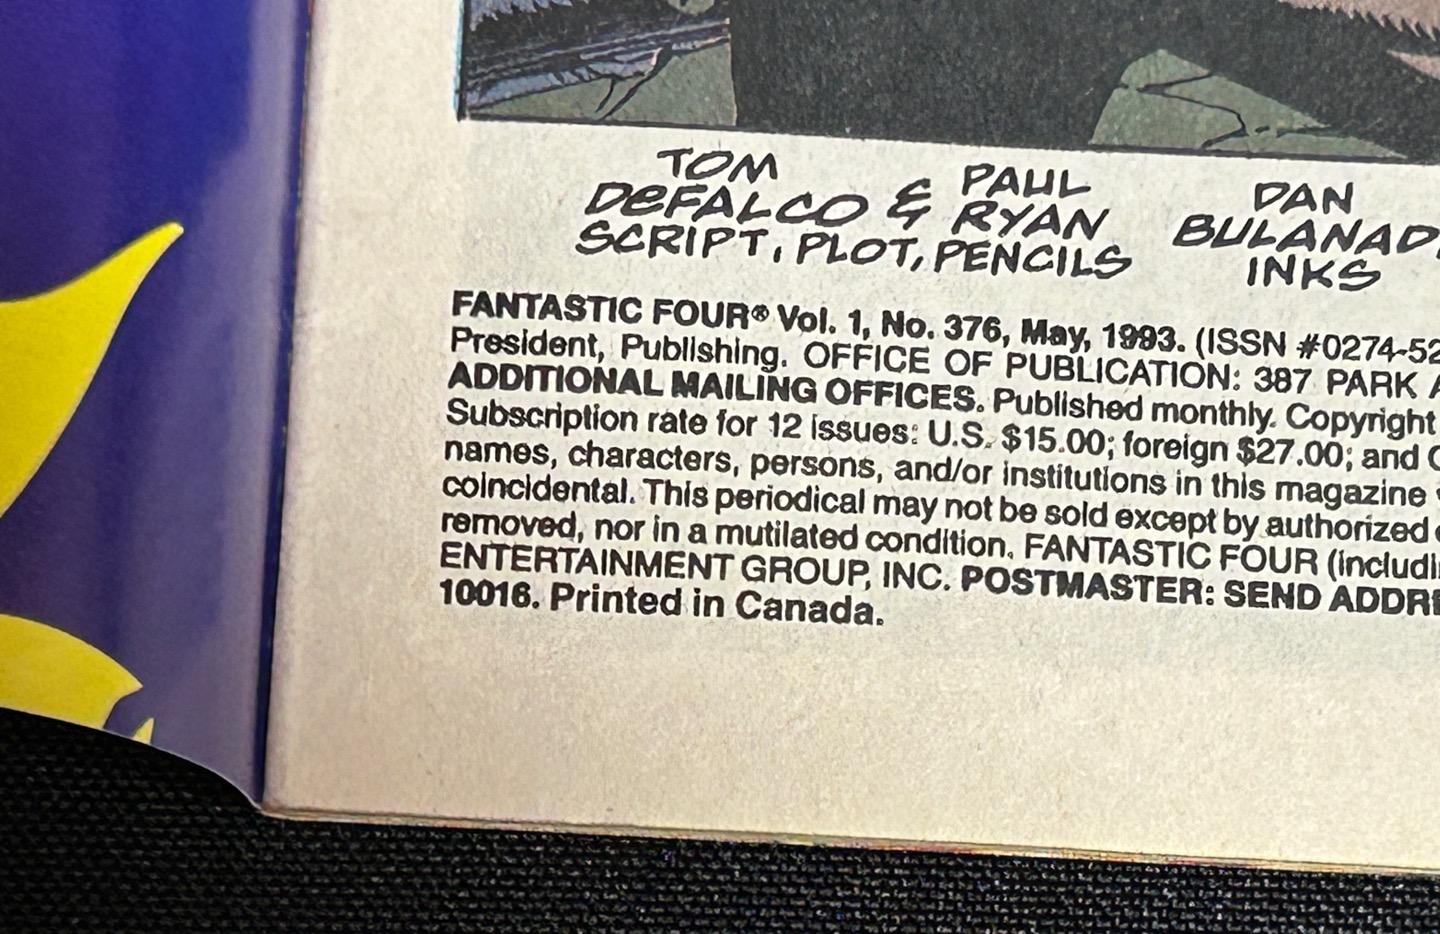 TOM
DEFALCO & PAUL RYAN
SCRIPT, PLOT, PENCILS
DAN
INKS
FANTASTIC FOUR® Vol. 1, No. 376, May, 1993. (ISSN
President, Publishing. OFFICE OF PUBLICATION: 387 PARK
ADDITIONAL MAILING OFFICES. Published monthly. Copyright
Subscription rate for 12 issues: U.S. $15.00; foreign $27.00; and
names, characters, persons, and/or institutions in this magazine
coincidental. This periodical may not be sold except by authorized
removed, nor in a mutilated condition. FANTASTIC FOUR
ENTERTAINMENT GROUP, INC. POSTMASTER: SEND
10016. Printed in Canada.